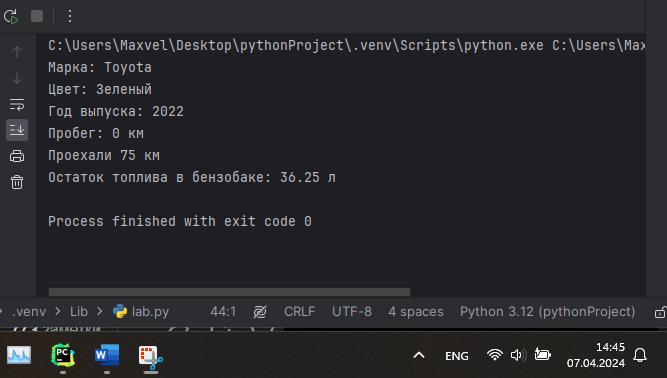 C:\Users\Maxvel\Desktop\pythonProject\.venv\Scripts\python.exe C:\Users\Max
Марка: Toyota
Цвет: Зеленый
Год выпуска: 2022
Пробег: 0 км
Проехали 75 км
Остаток топлива в бензобаке: 36.25 л
Process finished with exit code 0
.venv > Lib > lab.py 44:1 CRLF UTF-8 4 spaces Python 3.12 (pythonProject)
PC W ENG 14:45
07.04.2024